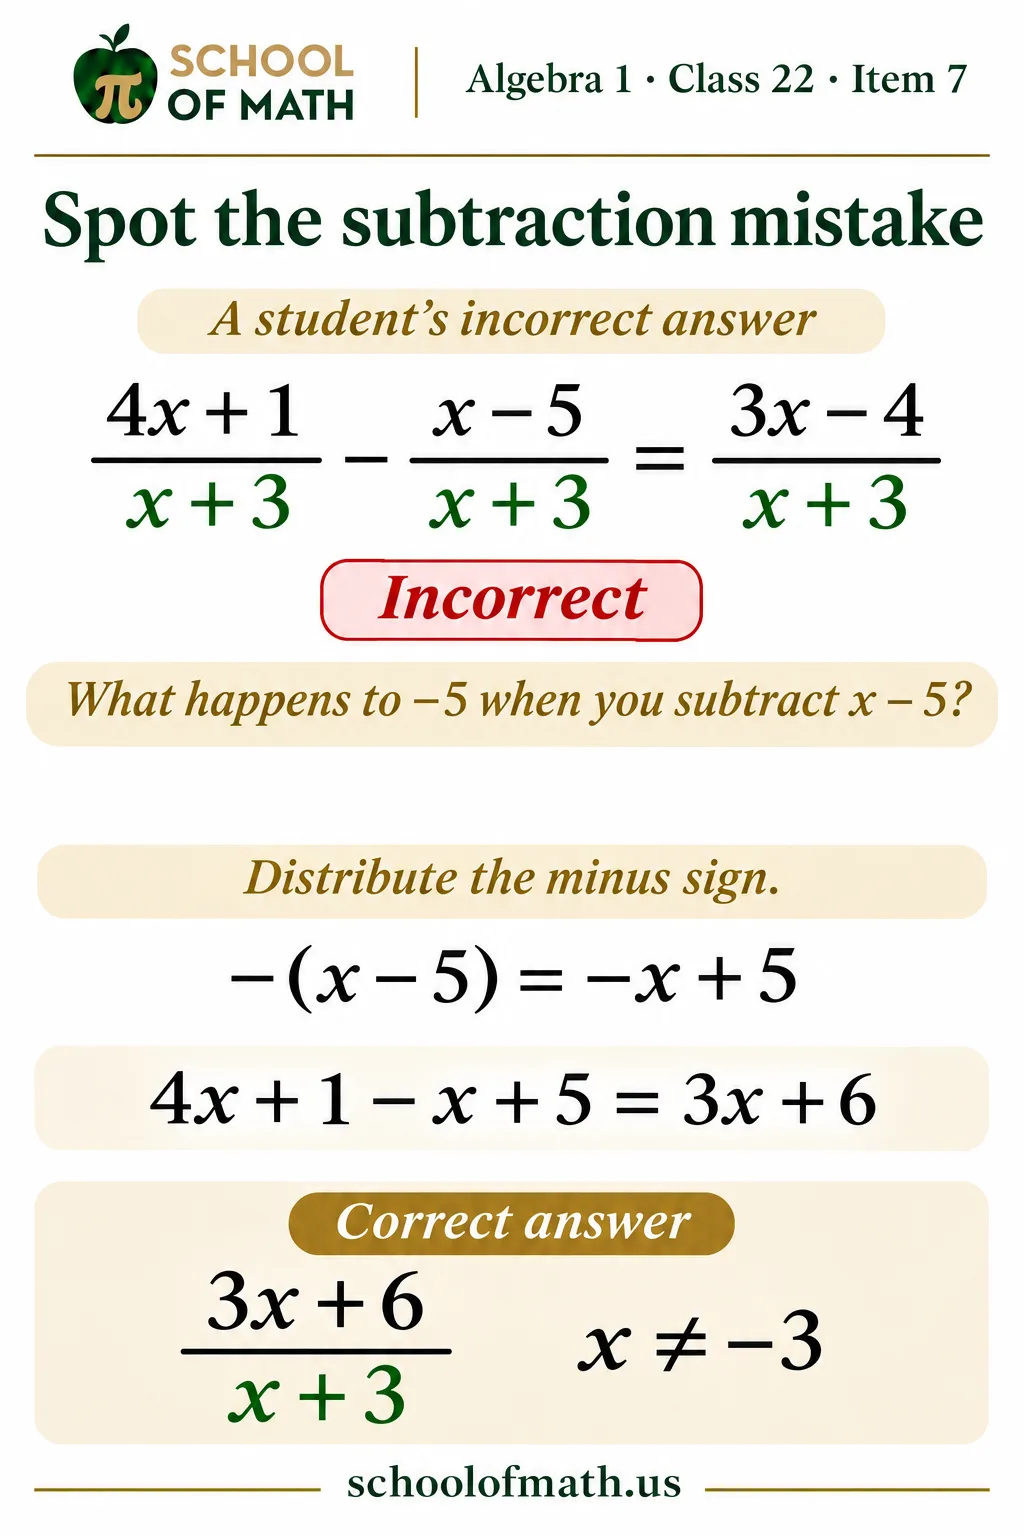 SCHOOL
OF MATH
Algebra 1 · Class 22 · Item 7
Spot the subtraction mistake
A student’s incorrect answer
4x + 1 x − 5 3x − 4
− =
x + 3 x + 3 x + 3
Incorrect
What happens to −5 when you subtract x − 5?
Distribute the minus sign.
−(x − 5) = −x + 5
4x + 1 − x + 5 = 3x + 6
Correct answer
3x + 6
x + 3
x ≠ −3
schoolofmath.us